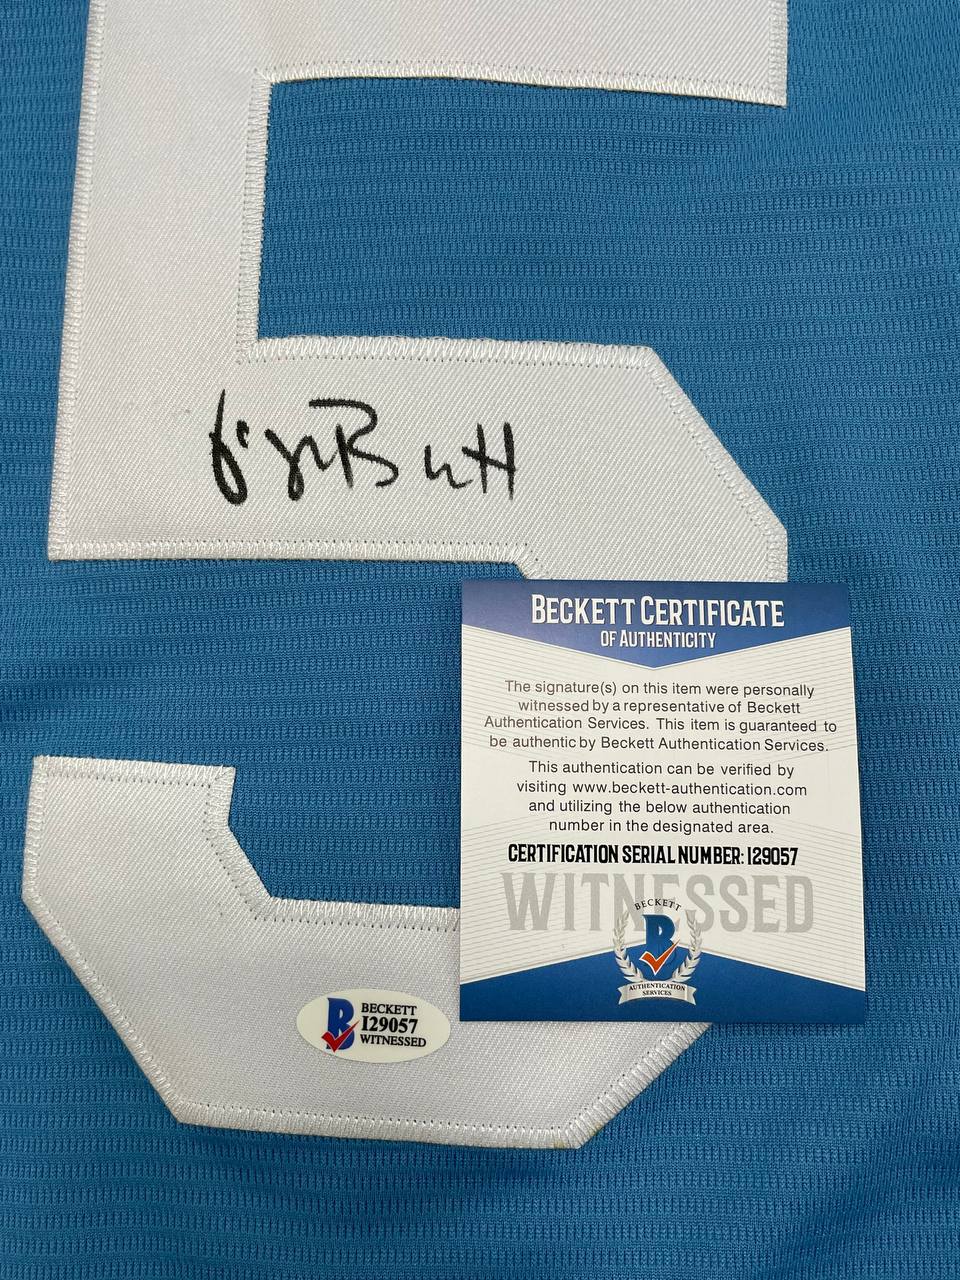 BECKETT CERTIFICATE
OF AUTHENTICITY
The signature(s) on this item were personally
witnessed by a representative of Beckett
Authentication Services. This item is guaranteed to
be authentic by Beckett Authentication Services.
This authentication can be verified by
visiting www.beckett-authentication.com
and utilizing the below authentication
number in the designated area.
CERTIFICATION SERIAL NUMBER: I29057
WITNESSED
BECKETT
B
AUTHENTICATION
SERVICES
B
BECKETT
I29057
WITNESSED